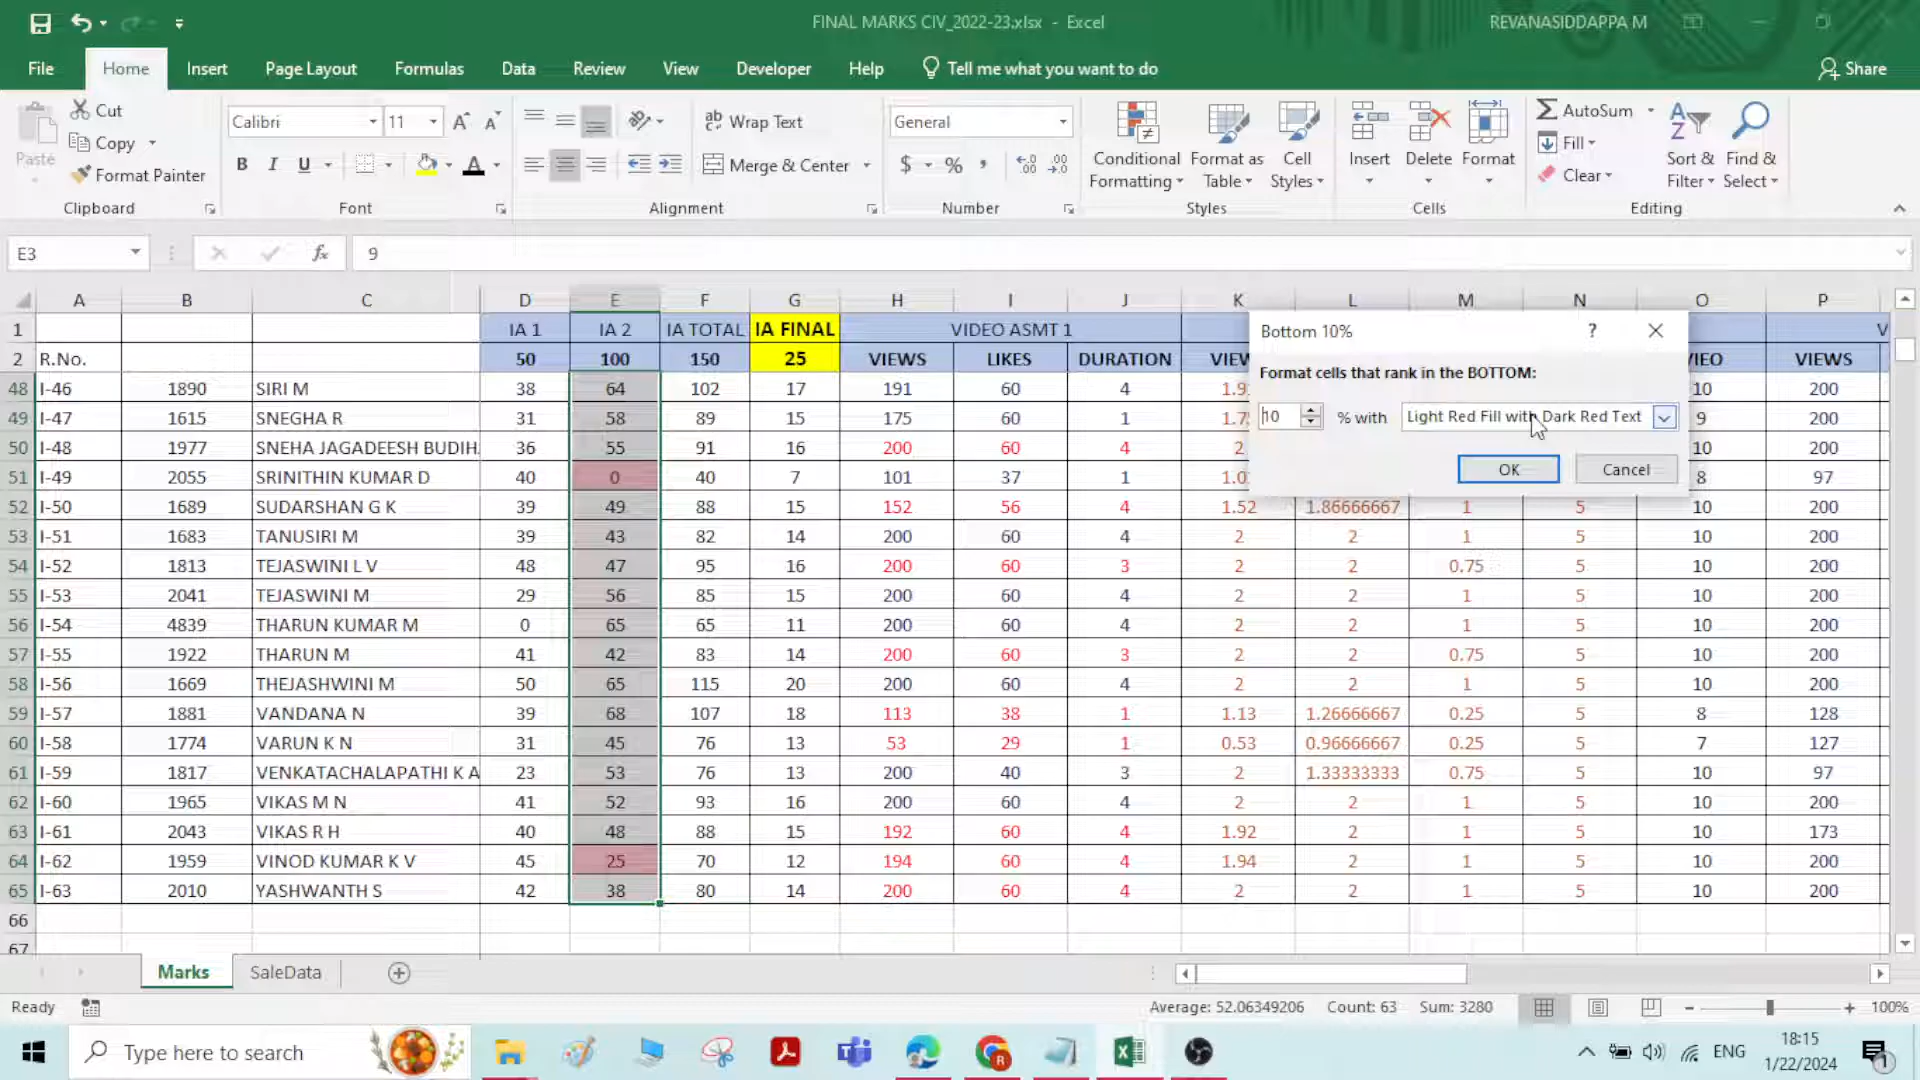 FINAL MARKS CIV_2022-23.xlsx - Excel
REVANASIDDAPPA M
File Home Insert Page Layout Formulas Data Review View Developer Help Tell me what you want to do Share
Paste
Cut
Copy
Format Painter
Clipboard
Calibri 11
B I U
Font
Wrap Text
Merge & Center
Alignment
General
$ % ,
Number
Conditional Formatting
Format as Table
Cell Styles
Styles
Insert Delete Format
Cells
AutoSum
Fill
Clear
Sort & Filter
Find & Select
Editing
E3 fx 9
A B C D E F G H I J K L M N O P
1 IA 1 IA 2 IA TOTAL IA FINAL VIDEO ASMT 1 V
2 R.No. 50 100 150 25 VIEWS LIKES DURATION VIEW VIEO VIEWS
48 I-46 1890 SIRI M 38 64 102 17 191 60 4 1.9 10 200
49 I-47 1615 SNEGHA R 31 58 89 15 175 60 1 1.7 9 200
50 I-48 1977 SNEHA JAGADEESH BUDIH 36 55 91 16 200 60 4 2 10 200
51 I-49 2055 SRINITHIN KUMAR D 40 0 40 7 101 37 1 1.0 8 97
52 I-50 1689 SUDARSHAN G K 39 49 88 15 152 56 4 1.52 1.86666667 1 5 10 200
53 I-51 1683 TANUSIRI M 39 43 82 14 200 60 4 2 2 1 5 10 200
54 I-52 1813 TEJASWINI L V 48 47 95 16 200 60 3 2 2 0.75 5 10 200
55 I-53 2041 TEJASWINI M 29 56 85 15 200 60 4 2 2 1 5 10 200
56 I-54 4839 THARUN KUMAR M 0 65 65 11 200 60 4 2 2 1 5 10 200
57 I-55 1922 THARUN M 41 42 83 14 200 60 3 2 2 0.75 5 10 200
58 I-56 1669 THEJASHWINI M 50 65 115 20 200 60 4 2 2 1 5 10 200
59 I-57 1881 VANDANA N 39 68 107 18 113 38 1 1.13 1.26666667 0.25 5 8 128
60 I-58 1774 VARUN K N 31 45 76 13 53 29 1 0.53 0.96666667 0.25 5 7 127
61 I-59 1817 VENKATACHALAPATHI K A 23 53 76 13 200 40 3 2 1.33333333 0.75 5 10 97
62 I-60 1965 VIKAS M N 41 52 93 16 200 60 4 2 2 1 5 10 200
63 I-61 2043 VIKAS R H 40 48 88 15 192 60 4 1.92 2 1 5 10 173
64 I-62 1959 VINOD KUMAR K V 45 25 70 12 194 60 4 1.94 2 1 5 10 200
65 I-63 2010 YASHWANTH S 42 38 80 14 200 60 4 2 2 1 5 10 200
66
67
Bottom 10% ?
Format cells that rank in the BOTTOM:
10 % with Light Red Fill with Dark Red Text
OK Cancel
Marks SaleData
Ready Average: 52.06349206 Count: 63 Sum: 3280 100%
Type here to search
ENG
18:15
1/22/2024
1